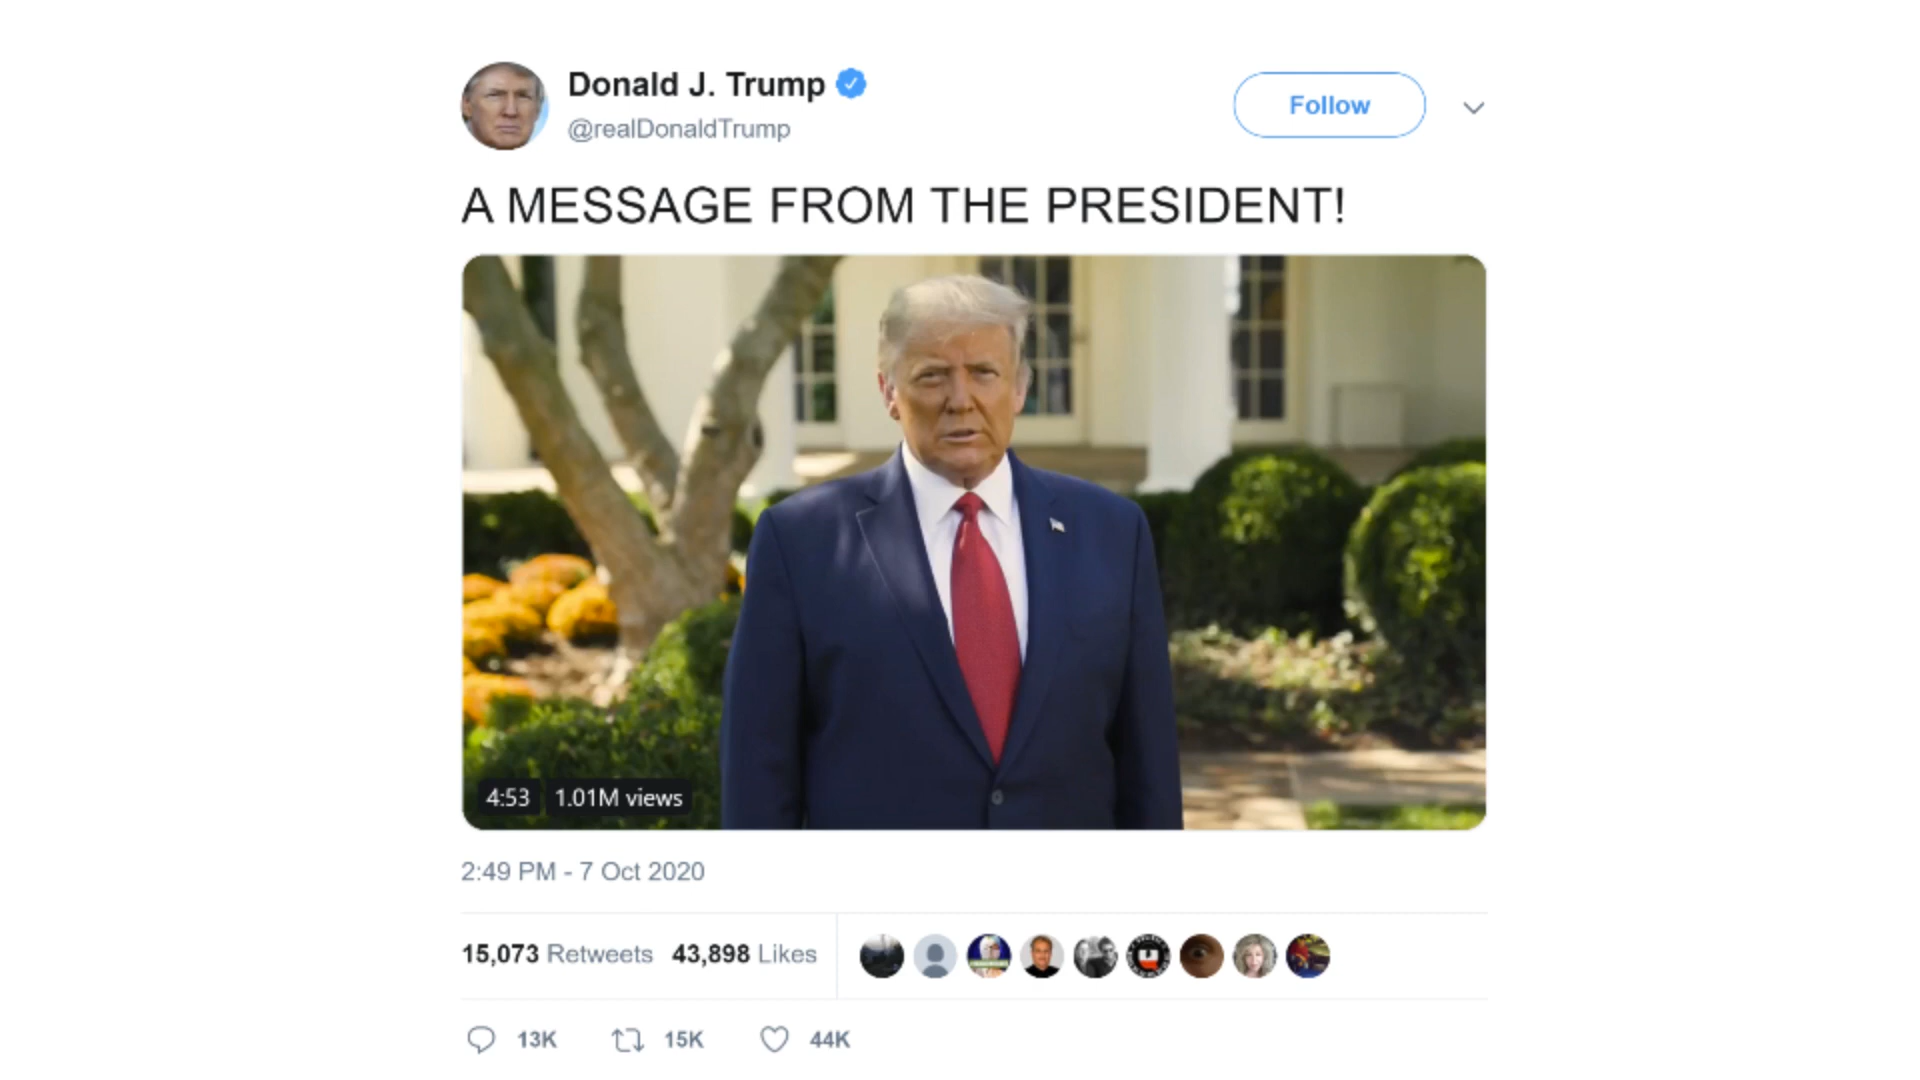 Donald J. Trump
@realDonaldTrump
Follow
A MESSAGE FROM THE PRESIDENT!
4:53 1.01M views
2:49 PM - 7 Oct 2020
15,073 Retweets 43,898 Likes
13K 15K 44K